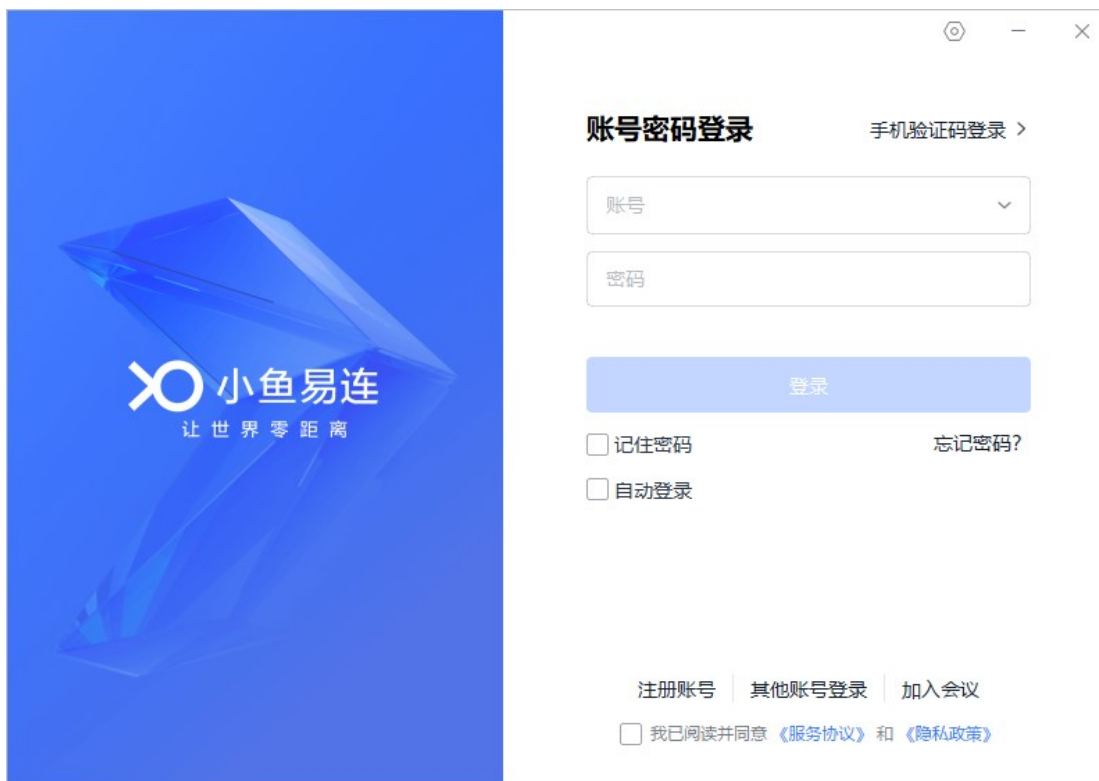 小鱼易连
让世界零距离
账号密码登录
手机验证码登录 >
账号
密码
登录
记住密码
忘记密码?
自动登录
注册账号 | 其他账号登录 | 加入会议
我已阅读并同意《服务协议》和《隐私政策》